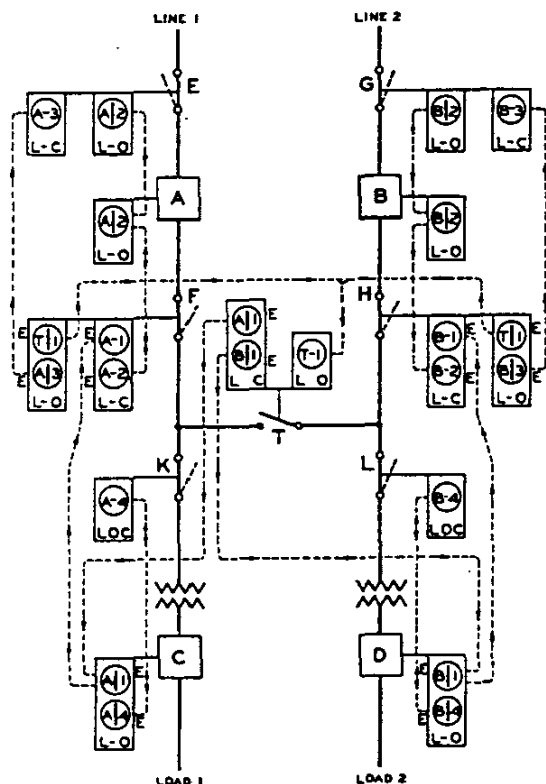 LINE 1
LINE 2
E
G
A-3
A-2
B-2
B-3
L-C
L-O
L-O
L-C
A
B
A-2
B-2
L-O
L-O
F
H
T-1
A-3
A-1
A-2
A-1
B-1
T-1
B-1
B-2
T-1
B-3
E
E
E
E
E
E
E
E
E
E
L-O
L-C
L C
L O
L-C
L-O
T
K
L
A-4
B-4
LOC
LOC
C
D
A-1
A-4
B-1
B-4
E
E
E
E
L-O
L-O
LOAD 1
LOAD 2